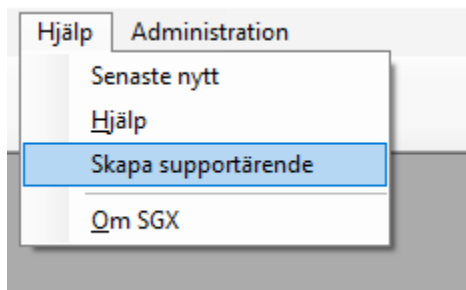 Hjälp Administration
Senaste nytt
Hjälp
Skapa supportärende
Om SGX